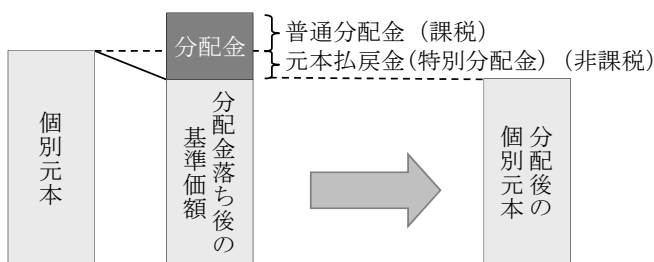 普通分配金（課税）
分配金
元本払戻金(特別分配金)（非課税）
個別元本
分配金落ち後の
基準価額
分配後の
個別元本